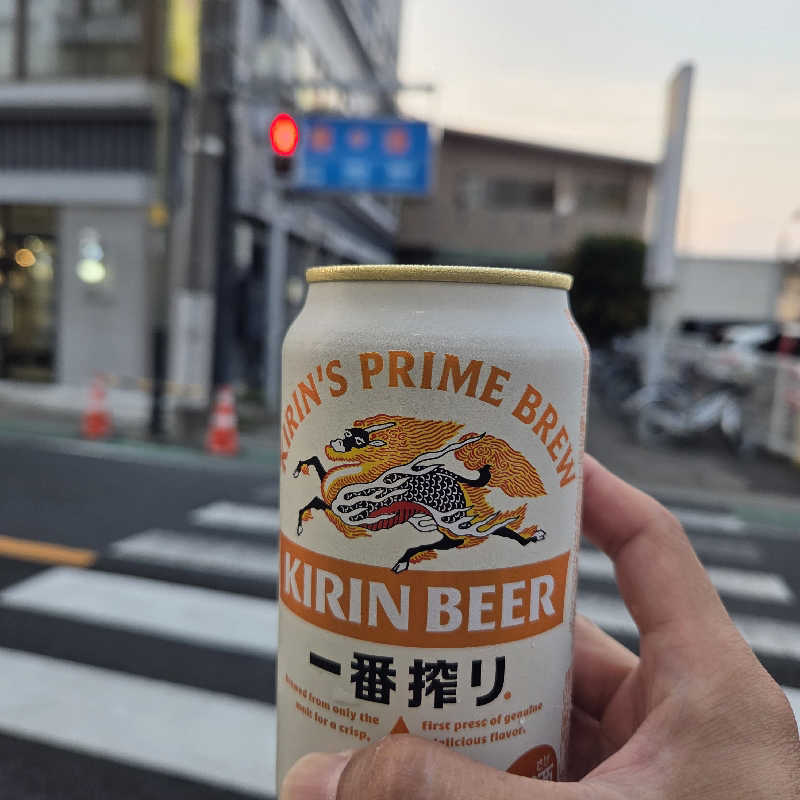 KIRIN'S PRIME BREW
KIRIN BEER
一番搾り
Brewed from only the
malt for a crisp,
First press of genuine
delicious flavor.